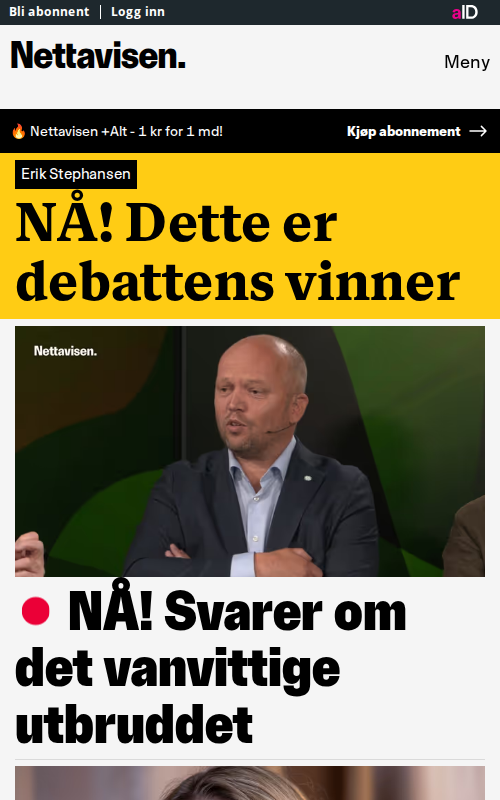 Bli abonnent | Logg inn
aID
Nettavisen.
Meny
🔥 Nettavisen +Alt - 1 kr for 1 md!
Kjøp abonnement →
Erik Stephansen
NÅ! Dette er
debattens vinner
Nettavisen.
NÅ! Svarer om
det vanvittige
utbruddet